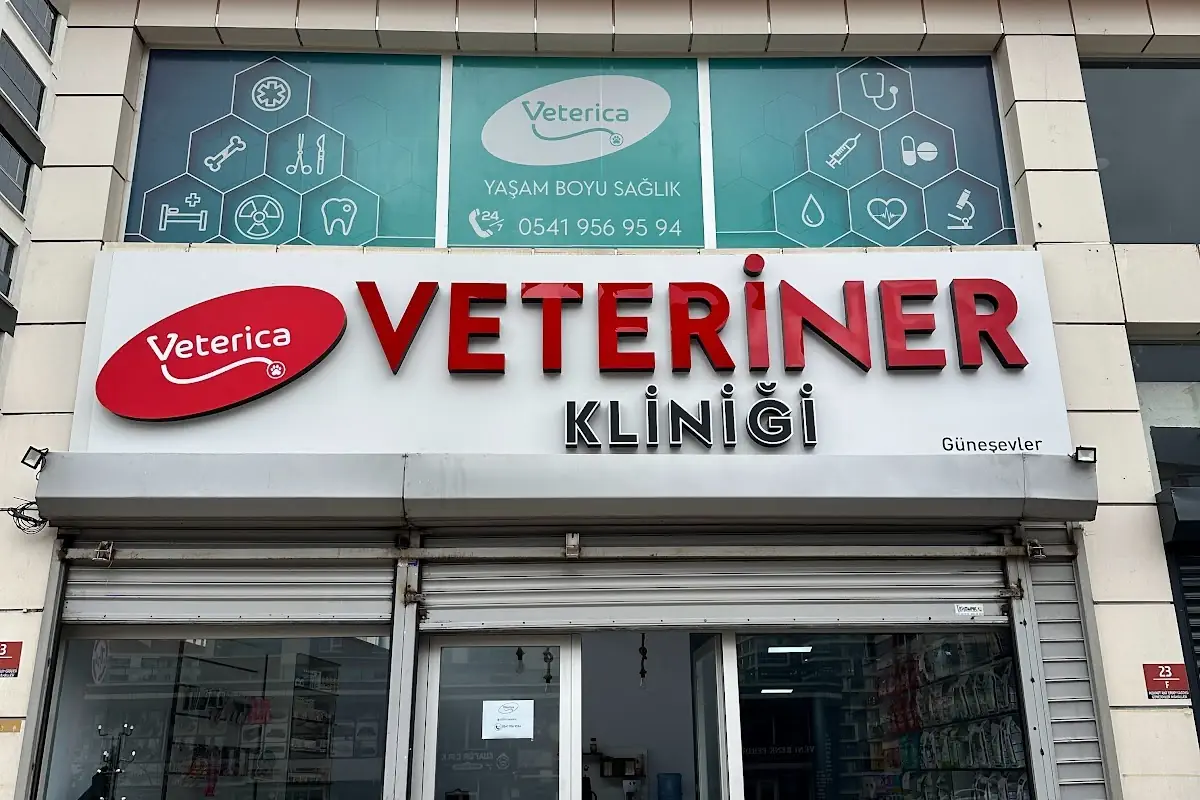 Veterica
YAŞAM BOYU SAĞLIK
24/7 0541 956 95 94
Veterica
VETERİNER
KLİNİĞİ
Güneşevler
23
F